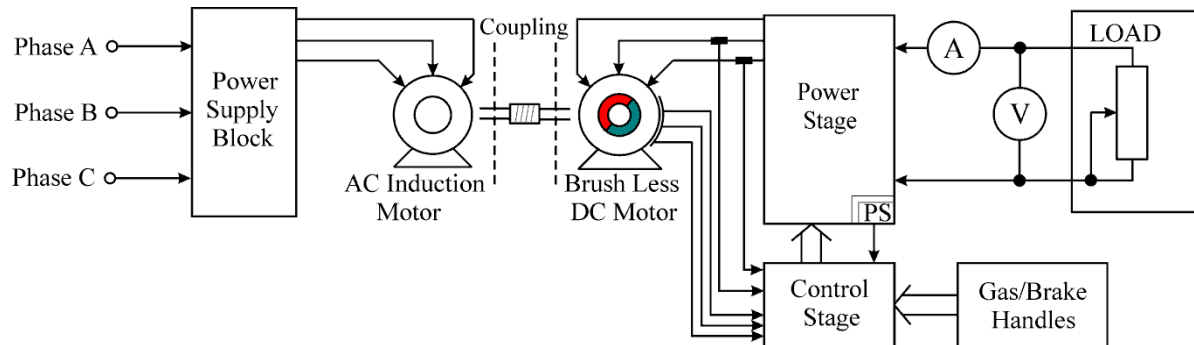 Phase A
Phase B
Phase C
Power
Supply
Block
Coupling
AC Induction
Motor
Brush Less
DC Motor
Power
Stage
PS
A
V
LOAD
Control
Stage
Gas/Brake
Handles